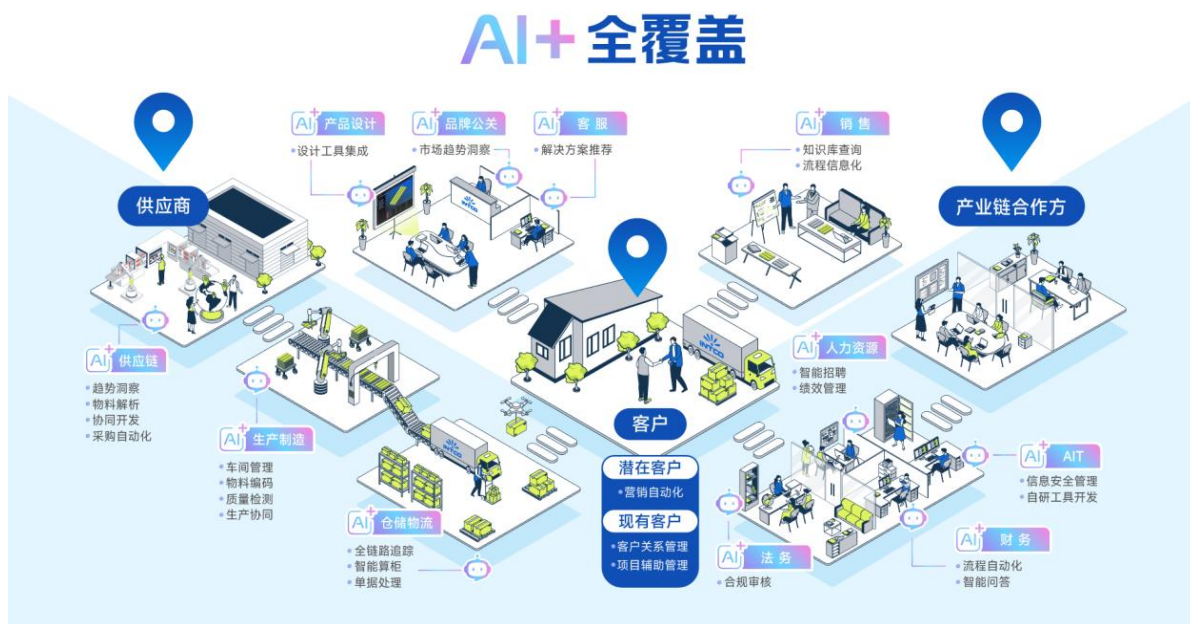 AI+ 全覆盖
AI+ 产品设计
设计工具集成
AI+ 品牌公关
市场趋势洞察
AI+ 客服
解决方案推荐
AI+ 销售
知识库查询
流程信息化
供应商
产业链合作方
INTCO
INTCO
AI+ 供应链
趋势洞察
物料解析
协同开发
采购自动化
AI+ 人力资源
智能招聘
绩效管理
客户
潜在客户
营销自动化
现有客户
客户关系管理
项目辅助管理
AI+ 生产制造
车间管理
物料编码
质量检测
生产协同
INTCO
AI+ AIT
信息安全管理
自研工具开发
AI+ 仓储物流
全链路追踪
智能算柜
单据处理
AI+ 法务
合规审核
AI+ 财务
流程自动化
智能问答